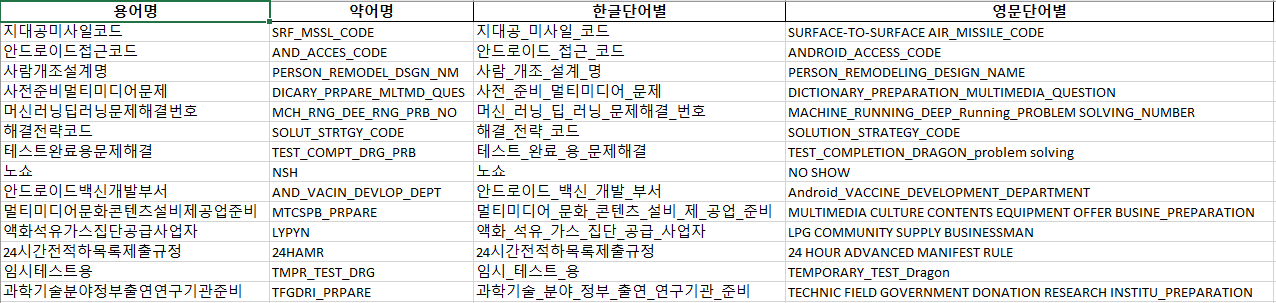 용어명 약어명 한글단어별 영문단어별
지대공미사일코드 SRF_MSSL_CODE 지대공_미사일_코드 SURFACE-TO-SURFACE AIR_MISSILE_CODE
안드로이드접근코드 AND_ACCES_CODE 안드로이드_접근_코드 ANDROID_ACCESS_CODE
사람개조설계명 PERSON_REMODEL_DSGN_NM 사람_개조_설계_명 PERSON_REMODELING_DESIGN_NAME
사전준비멀티미디어문제 DICARY_PRPARE_MLTMD_QUES 사전_준비_멀티미디어_문제 DICTIONARY_PREPARATION_MULTIMEDIA_QUESTION
머신러닝딥러닝문제해결번호 MCH_RNG_DEE_RNG_PRB_NO 머신_러닝_딥_러닝_문제해결_번호 MACHINE_RUNNING_DEEP_Running_PROBLEM SOLVING_NUMBER
해결전략코드 SOLUT_STRTGY_CODE 해결_전략_코드 SOLUTION_STRATEGY_CODE
테스트완료용문제해결 TEST_COMPT_DRG_PRB 테스트_완료_용_문제해결 TEST_COMPLETION_DRAGON_problem solving
노쇼 NSH 노쇼 NO SHOW
안드로이드백신개발부서 AND_VACIN_DEVLOP_DEPT 안드로이드_백신_개발_부서 Android_VACCINE_DEVELOPMENT_DEPARTMENT
멀티미디어문화콘텐츠설비제공업준비 MTCSPB_PRPARE 멀티미디어_문화_콘텐츠_설비_제_공업_준비 MULTIMEDIA CULTURE CONTENTS EQUIPMENT OFFER BUSINE_PREPARATION
액화석유가스집단공급사업자 LYPYN 액화_석유_가스_집단_공급_사업자 LPG COMMUNITY SUPPLY BUSINESSMAN
24시간전적하목록제출규정 24HAMR 24시간전적하목록제출규정 24 HOUR ADVANCED MANIFEST RULE
임시테스트용 TMPR_TEST_DRG 임시_테스트_용 TEMPORARY_TEST_Dragon
과학기술분야정부출연연구기관준비 TFGDRI_PRPARE 과학기술_분야_정부_출연_연구기관_준비 TECHNIC FIELD GOVERNMENT DONATION RESEARCH INSTITU_PREPARATION